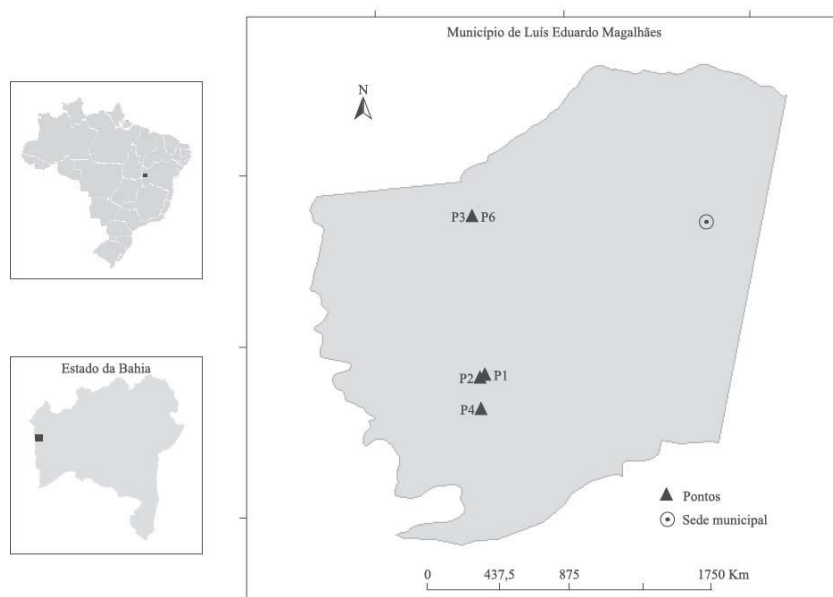 Município de Luís Eduardo Magalhães
N
P3 P6
Estado da Bahia
P2 P1
P4
Pontos
Sede municipal
0 437,5 875 1750 Km